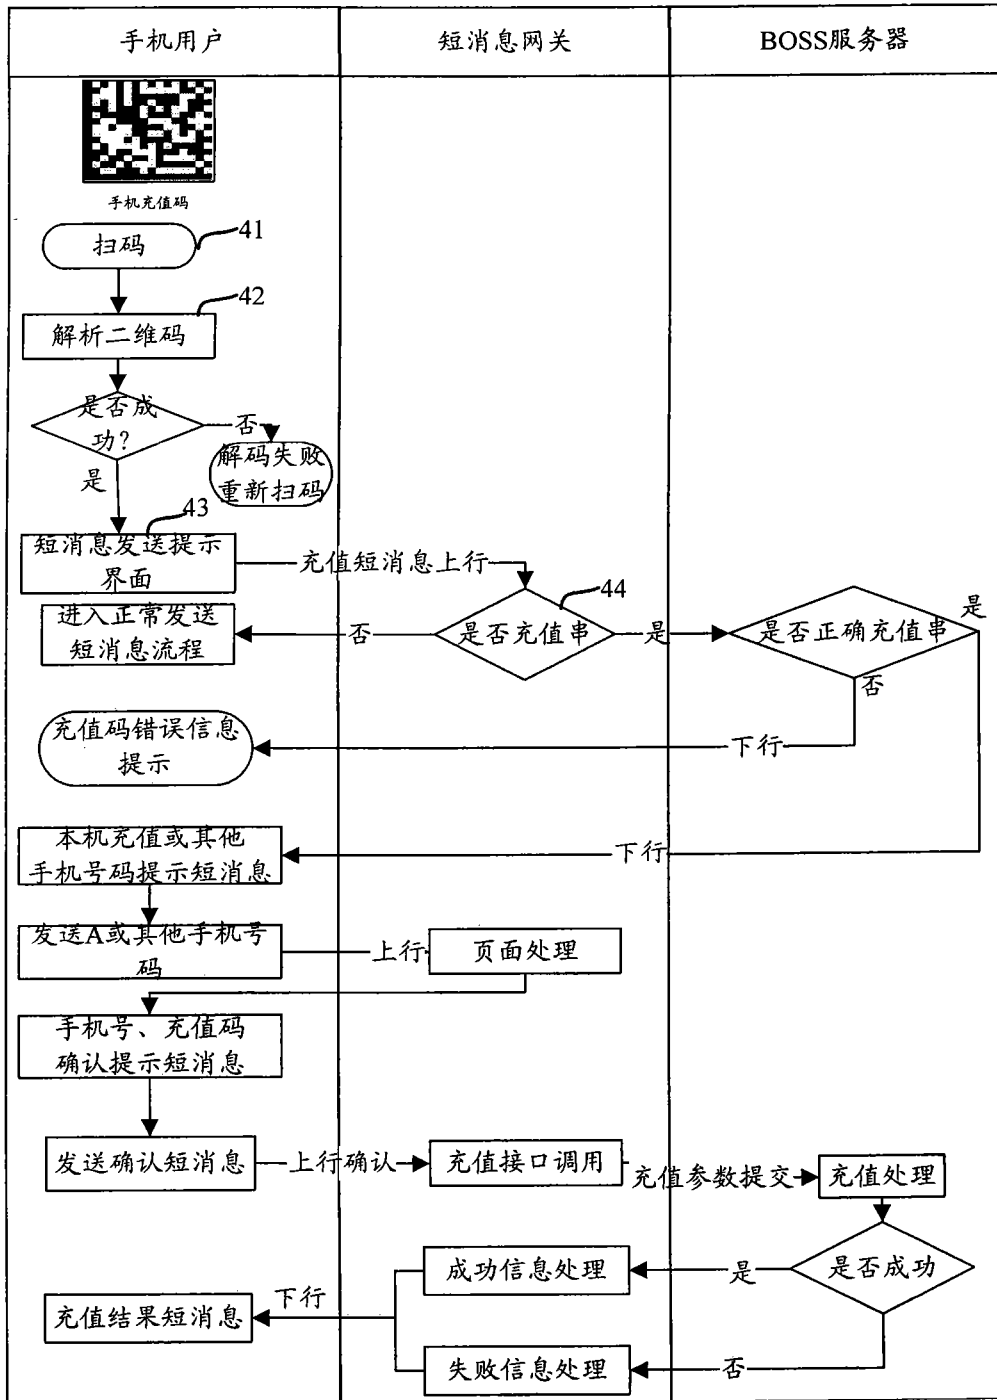 手机用户
短消息网关
BOSS服务器
手机充值码
扫码
41
42
解析二维码
是否成
功?
否
解码失败
重新扫码
是
43
短消息发送提示
界面
充值短消息上行
44
是否充值串
否
进入正常发送
短消息流程
是
是否正确充值串
是
否
充值码错误信息
提示
下行
本机充值或其他
手机号码提示短消息
下行
发送A或其他手机号
码
上行
页面处理
手机号、充值码
确认提示短消息
发送确认短消息
上行确认
充值接口调用
充值参数提交
充值处理
成功信息处理
是
是否成功
充值结果短消息
下行
失败信息处理
否